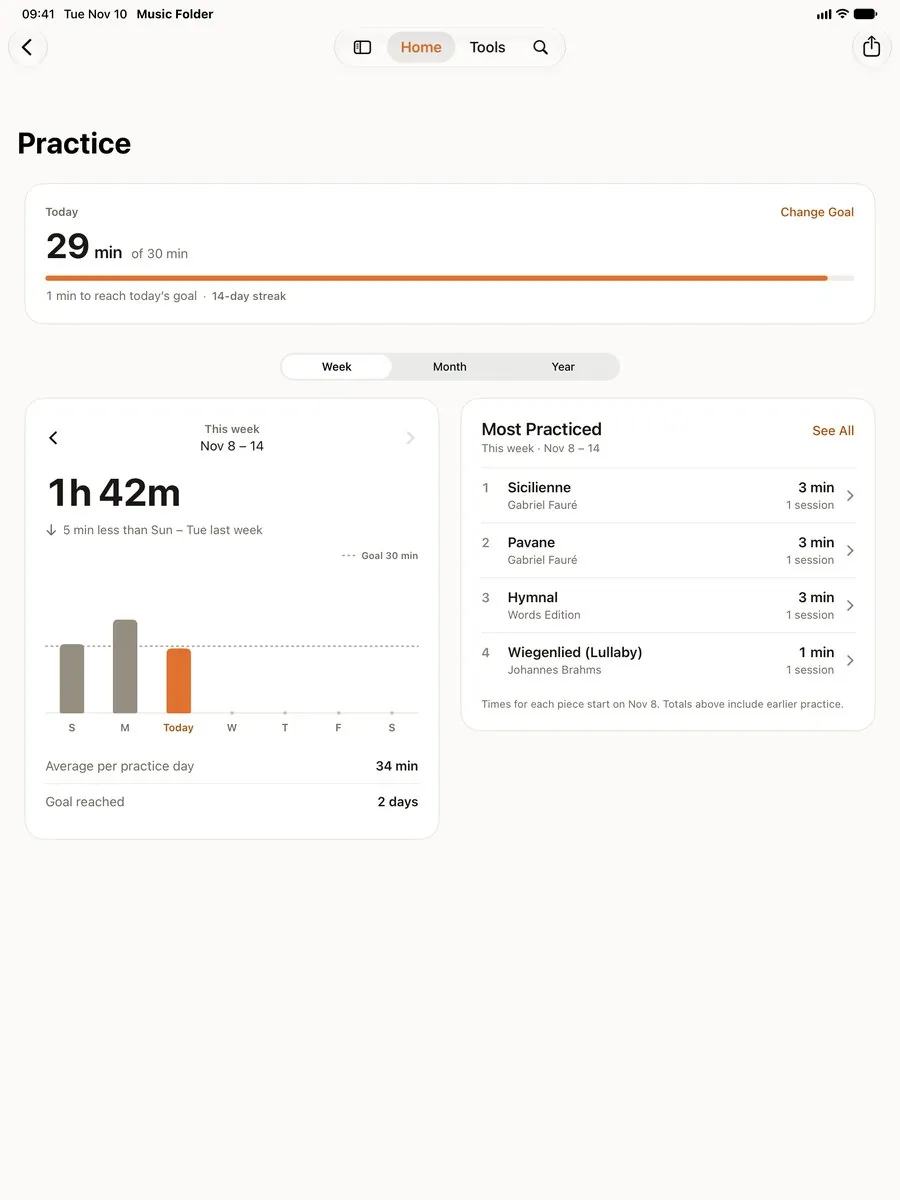 09:41 Tue Nov 10 Music Folder
Home Tools
Practice
Today
Change Goal
29 min of 30 min
1 min to reach today's goal · 14-day streak
Week Month Year
This week
Nov 8 – 14
1h 42m
5 min less than Sun – Tue last week
Goal 30 min
S M Today W T F S
Average per practice day 34 min
Goal reached 2 days
Most Practiced
See All
This week · Nov 8 – 14
1 Sicilienne 3 min
Gabriel Fauré 1 session
2 Pavane 3 min
Gabriel Fauré 1 session
3 Hymnal 3 min
Words Edition 1 session
4 Wiegenlied (Lullaby) 1 min
Johannes Brahms 1 session
Times for each piece start on Nov 8. Totals above include earlier practice.